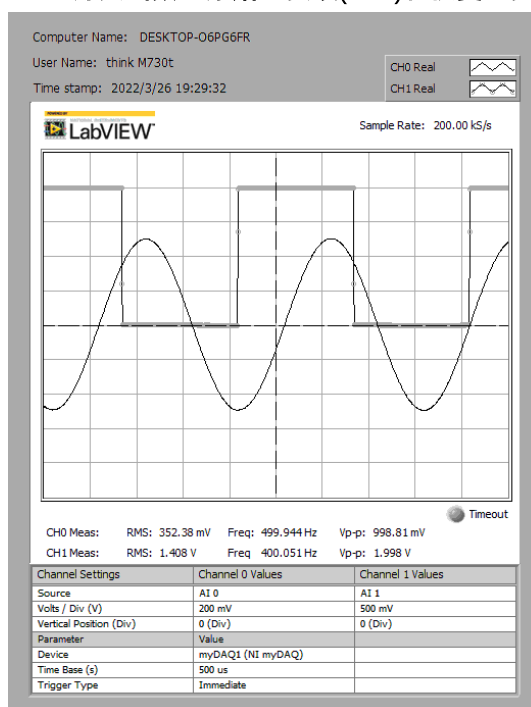 Computer Name: DESKTOP-O6PG6FR
User Name: think M730t
Time stamp: 2022/3/26 19:29:32
CH0 Real
CH1 Real
LabVIEW
Sample Rate: 200.00 kS/s
Timeout
CH0 Meas: RMS: 352.38 mV Freq: 499.944 Hz Vp-p: 998.81 mV
CH1 Meas: RMS: 1.408 V Freq 400.051 Hz Vp-p: 1.998 V
Channel Settings Channel 0 Values Channel 1 Values
Source AI 0 AI 1
Volts / Div (V) 200 mV 500 mV
Vertical Position (Div) 0 (Div) 0 (Div)
Parameter Value
Device myDAQ1 (NI myDAQ)
Time Base (s) 500 us
Trigger Type Immediate